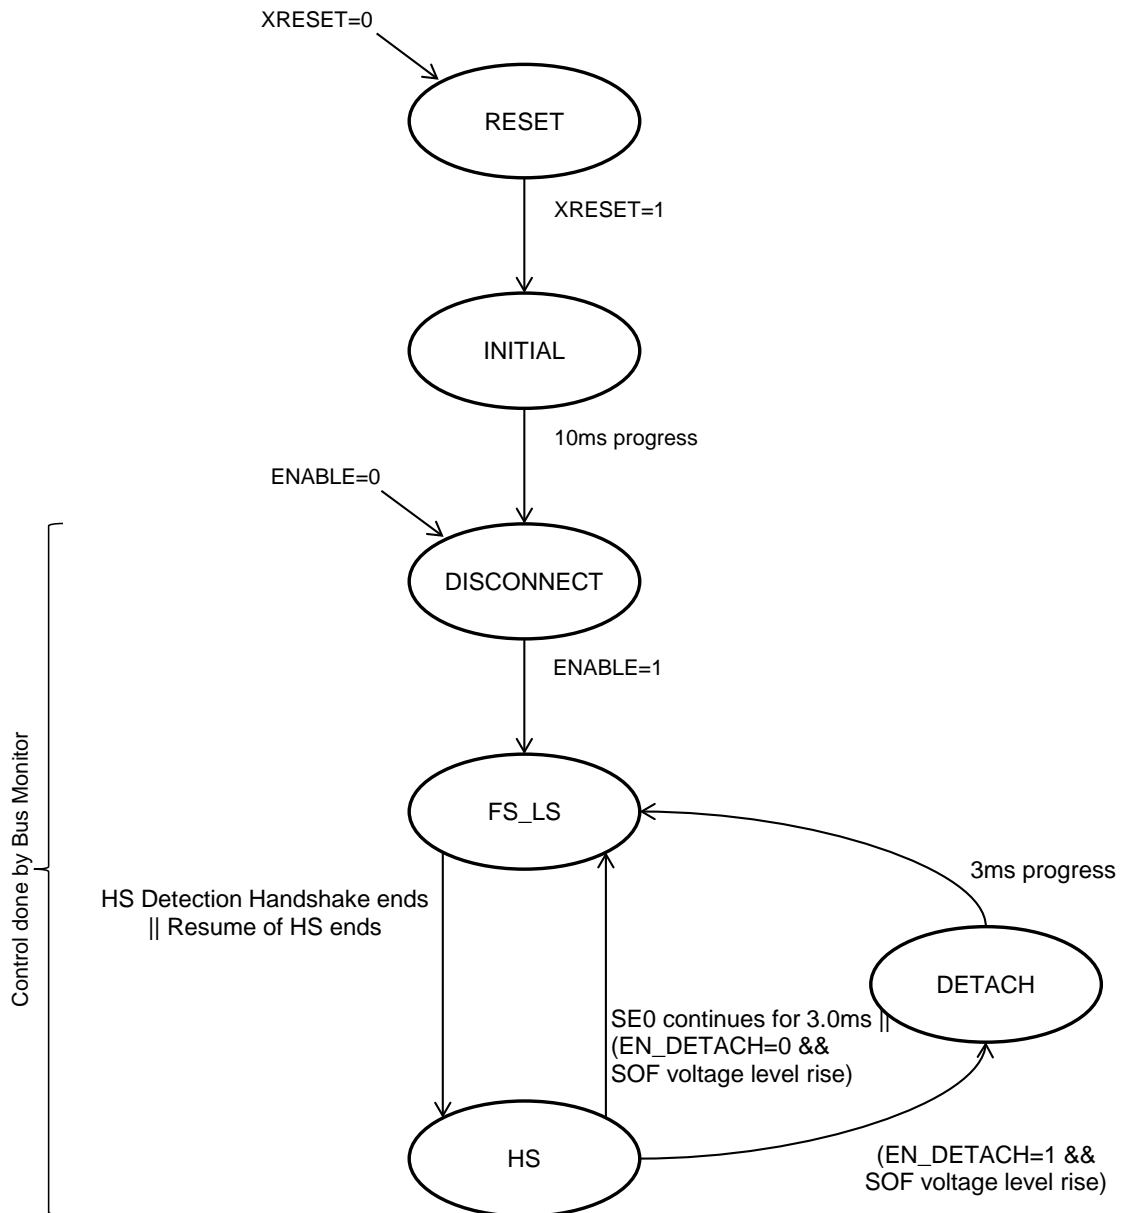 XRESET=0
RESET
XRESET=1
INITIAL
10ms progress
ENABLE=0
DISCONNECT
ENABLE=1
Control done by Bus Monitor
FS_LS
3ms progress
HS Detection Handshake ends
|| Resume of HS ends
DETACH
SE0 continues for 3.0ms ||
(EN_DETACH=0 &&
SOF voltage level rise)
HS
(EN_DETACH=1 &&
SOF voltage level rise)